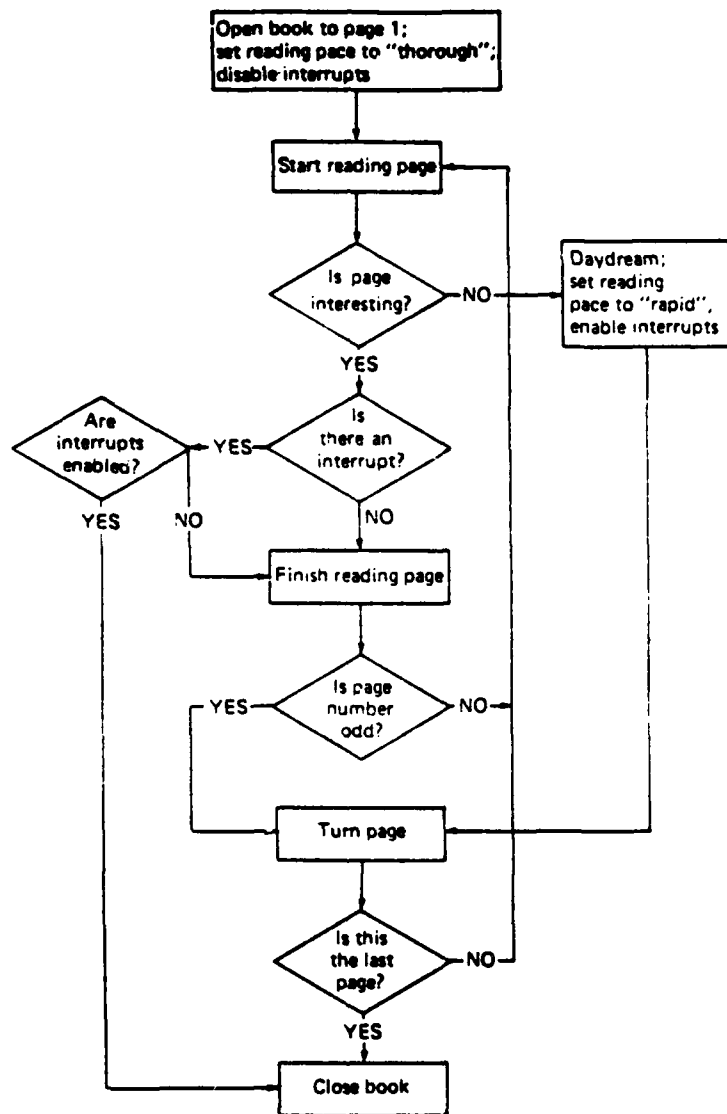 Open book to page 1;
set reading pace to "thorough";
disable interrupts
Start reading page
Is page
interesting?
NO
Daydream;
set reading
pace to "rapid",
enable interrupts
YES
Are
interrupts
enabled?
YES
Is
there an
interrupt?
YES
NO
NO
Finish reading page
YES
Is page
number
odd?
NO
Turn page
Is this
the last
page?
NO
YES
Close book